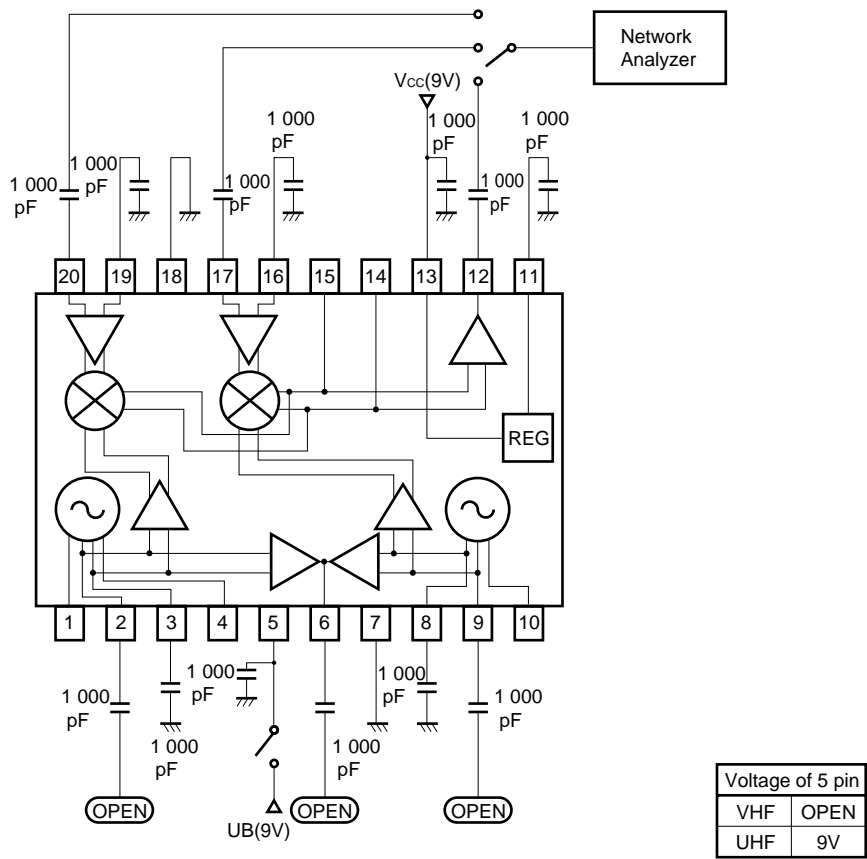 Network
Analyzer
VCC(9V)
1 000
pF
1 000
pF
1 000
pF
1 000
pF
1 000
pF
1 000
pF
1 000
pF
1 000
pF
20
19
18
17
16
15
14
13
12
11
REG
1
2
3
4
5
6
7
8
9
10
1 000
pF
1 000
pF
1 000
pF
1 000
pF
1 000
pF
1 000
pF
OPEN
UB(9V)
OPEN
OPEN
Voltage of 5 pin
VHF OPEN
UHF 9V